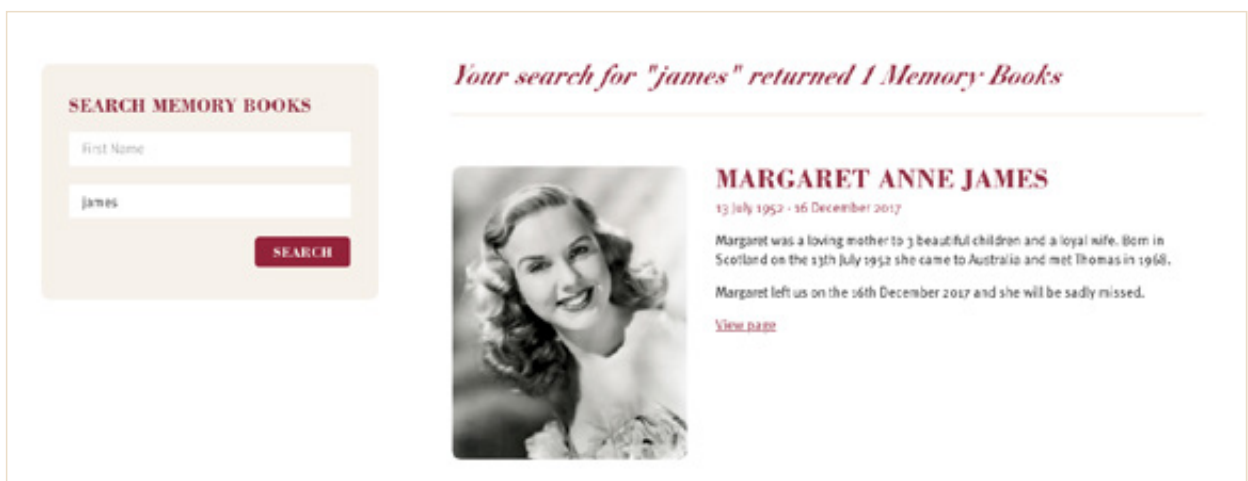 SEARCH MEMORY BOOKS
First Name
James
SEARCH
Your search for "james" returned 1 Memory Books
MARGARET ANNE JAMES
13 July 1952 - 16 December 2017
Margaret was a loving mother to 3 beautiful children and a loyal wife. Born in
Scotland on the 13th July 1952 she came to Australia and met Thomas in 1968.
Margaret left us on the 16th December 2017 and she will be sadly missed.
View page